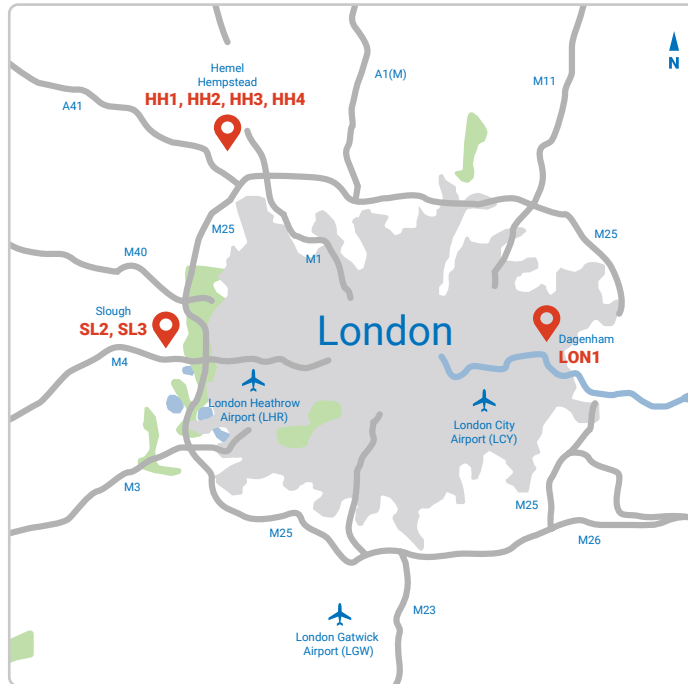 N
Hemel
Hempstead
HH1, HH2, HH3, HH4
A1(M)
M11
A41
M25
M25
M40
M1
Slough
SL2, SL3
London
Dagenham
LON1
M4
London Heathrow
Airport (LHR)
London City
Airport (LCY)
M3
M25
M25
M26
M23
London Gatwick
Airport (LGW)